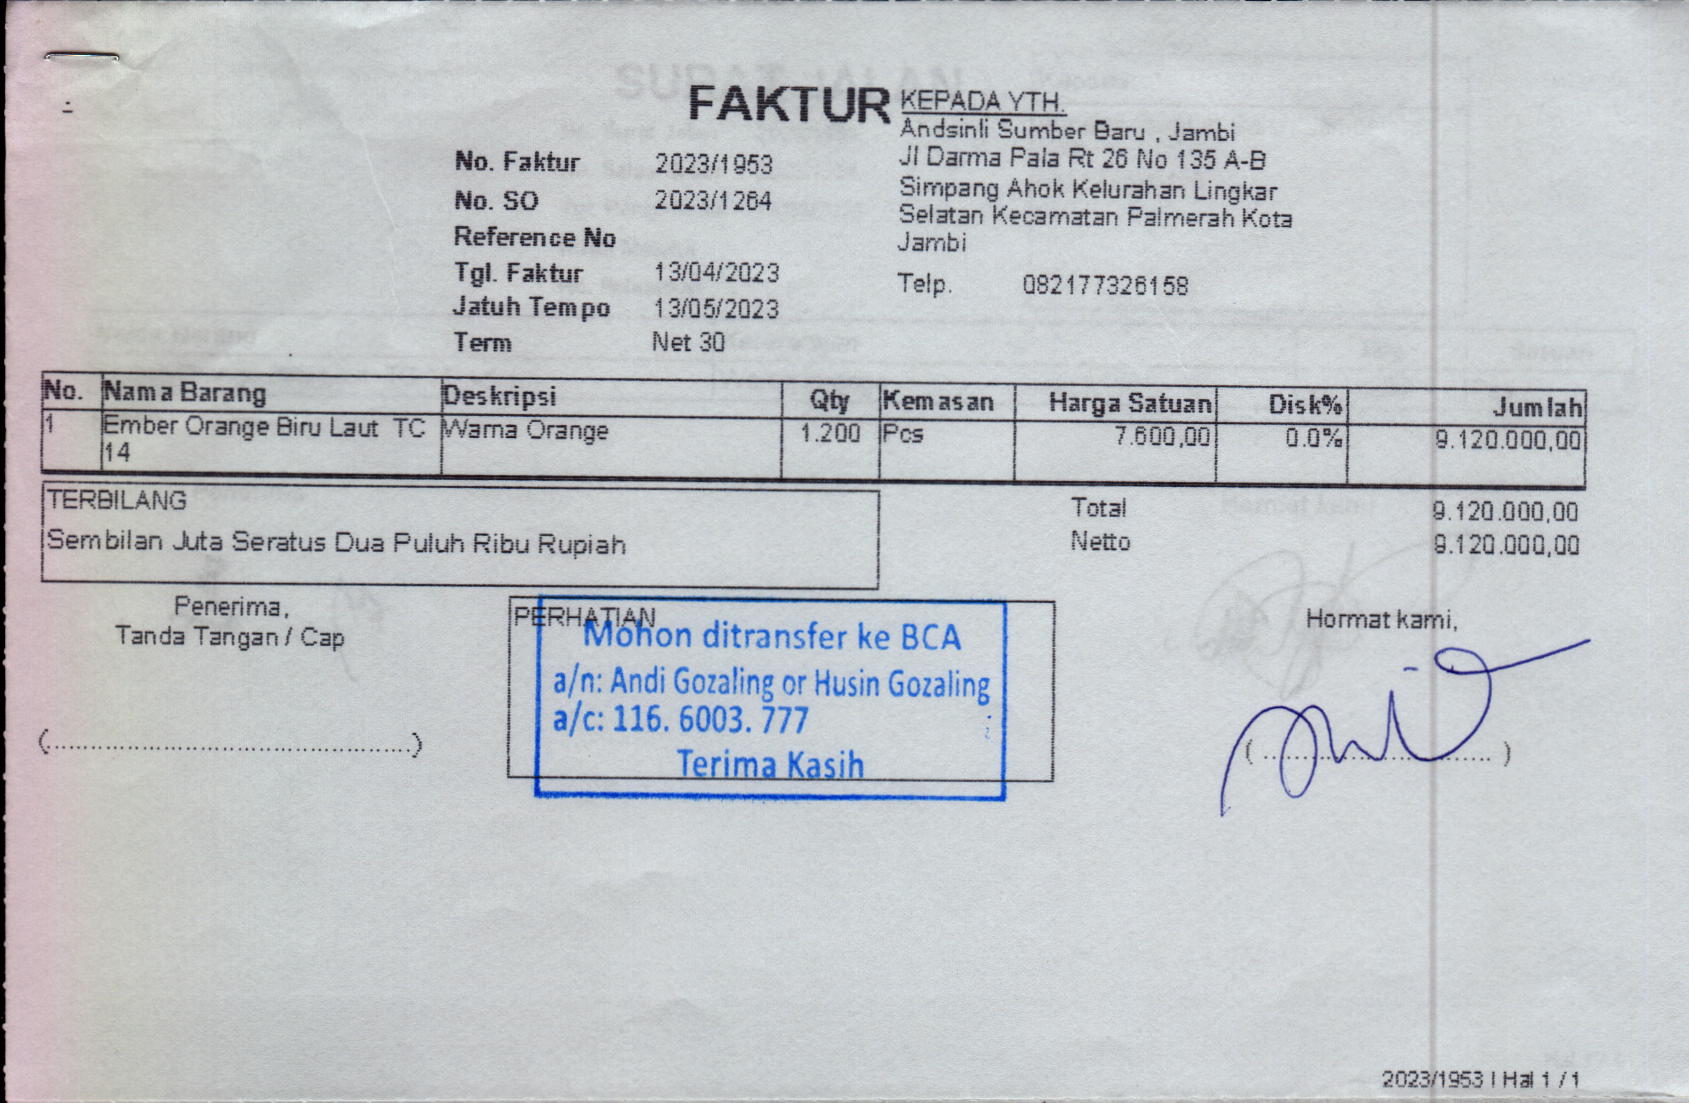 FAKTUR
No. Faktur 2023/1953
No. SO 2023/1264
Reference No
Tgl. Faktur 13/04/2023
Jatuh Tempo 13/05/2023
Term Net 30
KEPADA YTH.
Andsinli Sumber Baru , Jambi
Jl Darma Pala Rt 26 No 135 A-B
Simpang Ahok Kelurahan Lingkar
Selatan Kecamatan Palmerah Kota
Jambi
Telp. 082177326158
No. Nama Barang Deskripsi Qty Kemasan Harga Satuan Disk% Jumlah
1 Ember Orange Biru Laut TC Warna Orange 1.200 Pcs 7.600,00 0.0% 9.120.000,00
14
TERBILANG
Sembilan Juta Seratus Dua Puluh Ribu Rupiah
Total 9.120.000,00
Netto 9.120.000,00
Penerima,
Tanda Tangan / Cap
(................................................)
PERHATIAN
Mohon ditransfer ke BCA
a/n: Andi Gozaling or Husin Gozaling
a/c: 116. 6003. 777
Terima Kasih
Hormat kami,
( .............................. )
2023/1953 | Hal 1 / 1